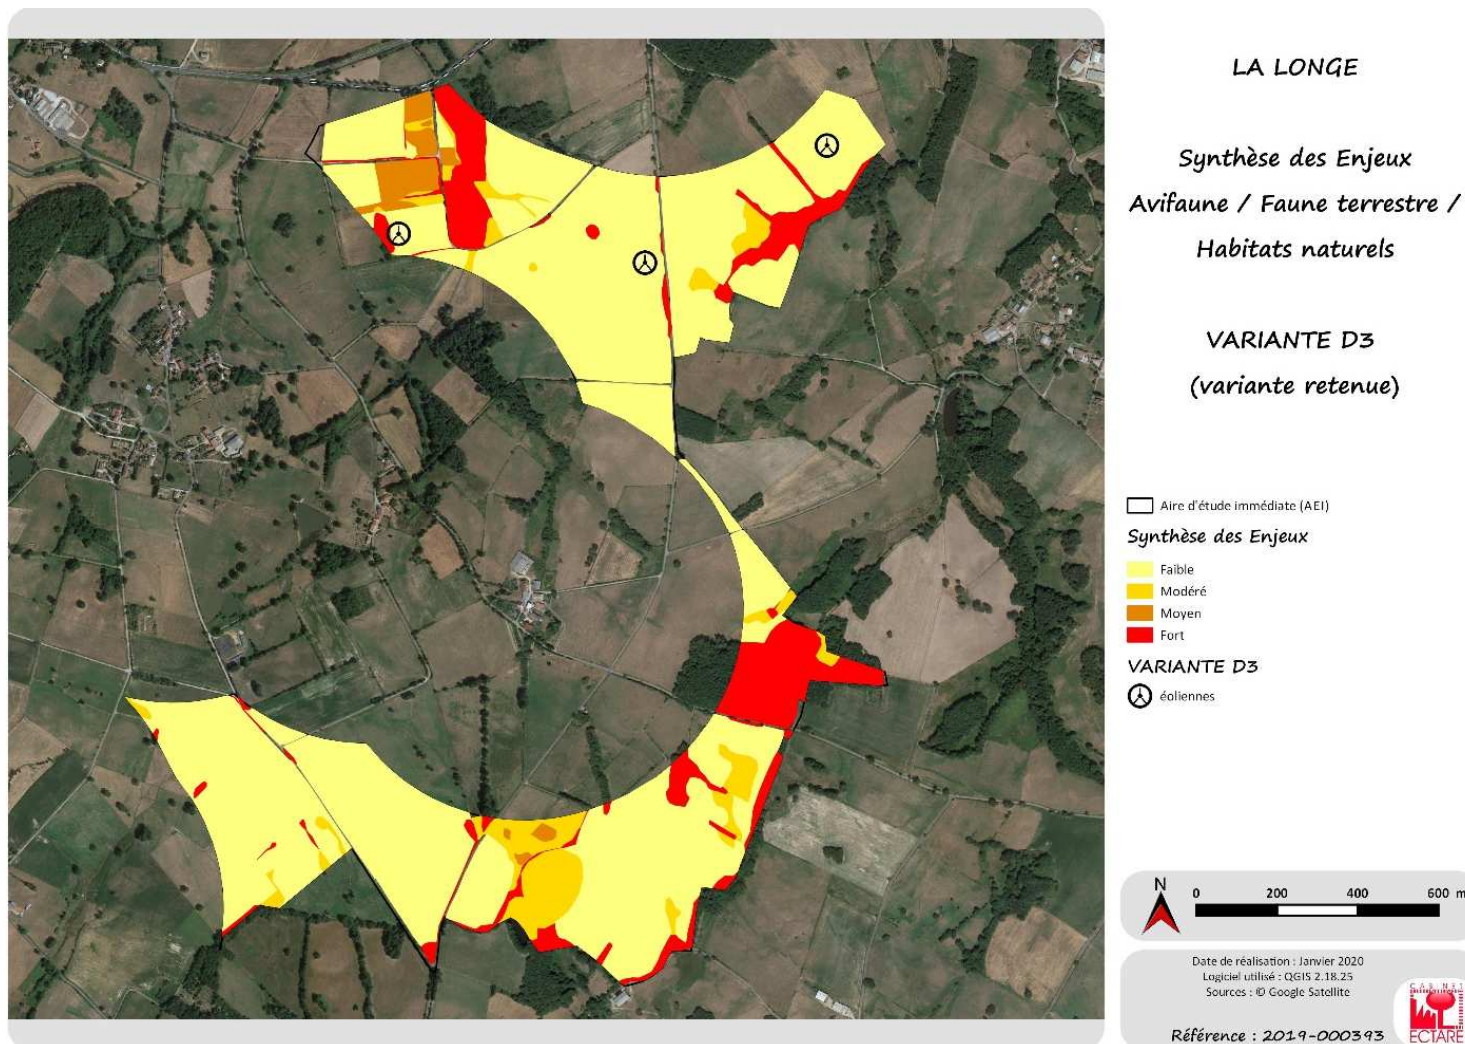 LA LONGE
Synthèse des Enjeux
Avifaune / Faune terrestre /
Habitats naturels
VARIANTE D3
(variante retenue)
Aire d'étude immédiate (AEI)
Synthèse des Enjeux
Faible
Modéré
Moyen
Fort
VARIANTE D3
éoliennes
N
0 200 400 600 m
Date de réalisation : Janvier 2020
Logiciel utilisé : QGIS 2.18.25
Sources : © Google Satellite
Référence : 2019-000393
CABINET
ECTARE